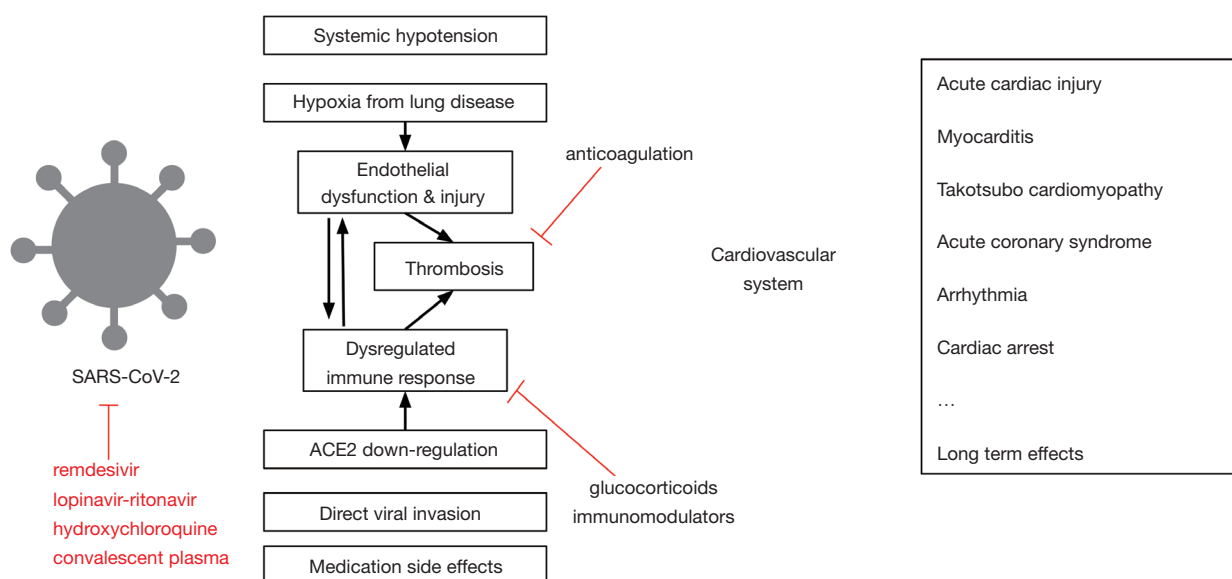 Systemic hypotension
Hypoxia from lung disease
Endothelial
dysfunction & injury
anticoagulation
Thrombosis
Dysregulated
immune response
ACE2 down-regulation
glucocorticoids
immunomodulators
Direct viral invasion
Medication side effects
SARS-CoV-2
remdesivir
lopinavir-ritonavir
hydroxychloroquine
convalescent plasma
Cardiovascular
system
Acute cardiac injury
Myocarditis
Takotsubo cardiomyopathy
Acute coronary syndrome
Arrhythmia
Cardiac arrest
…
Long term effects